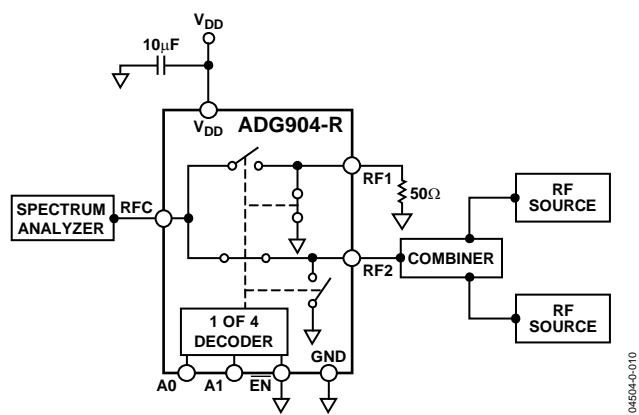 VDD
10μF
VDD
ADG904-R
RF1
50Ω
RFC
SPECTRUM
ANALYZER
RF
SOURCE
RF2
COMBINER
1 OF 4
DECODER
RF
SOURCE
GND
A0
A1
E̅N̅
04504-0-010